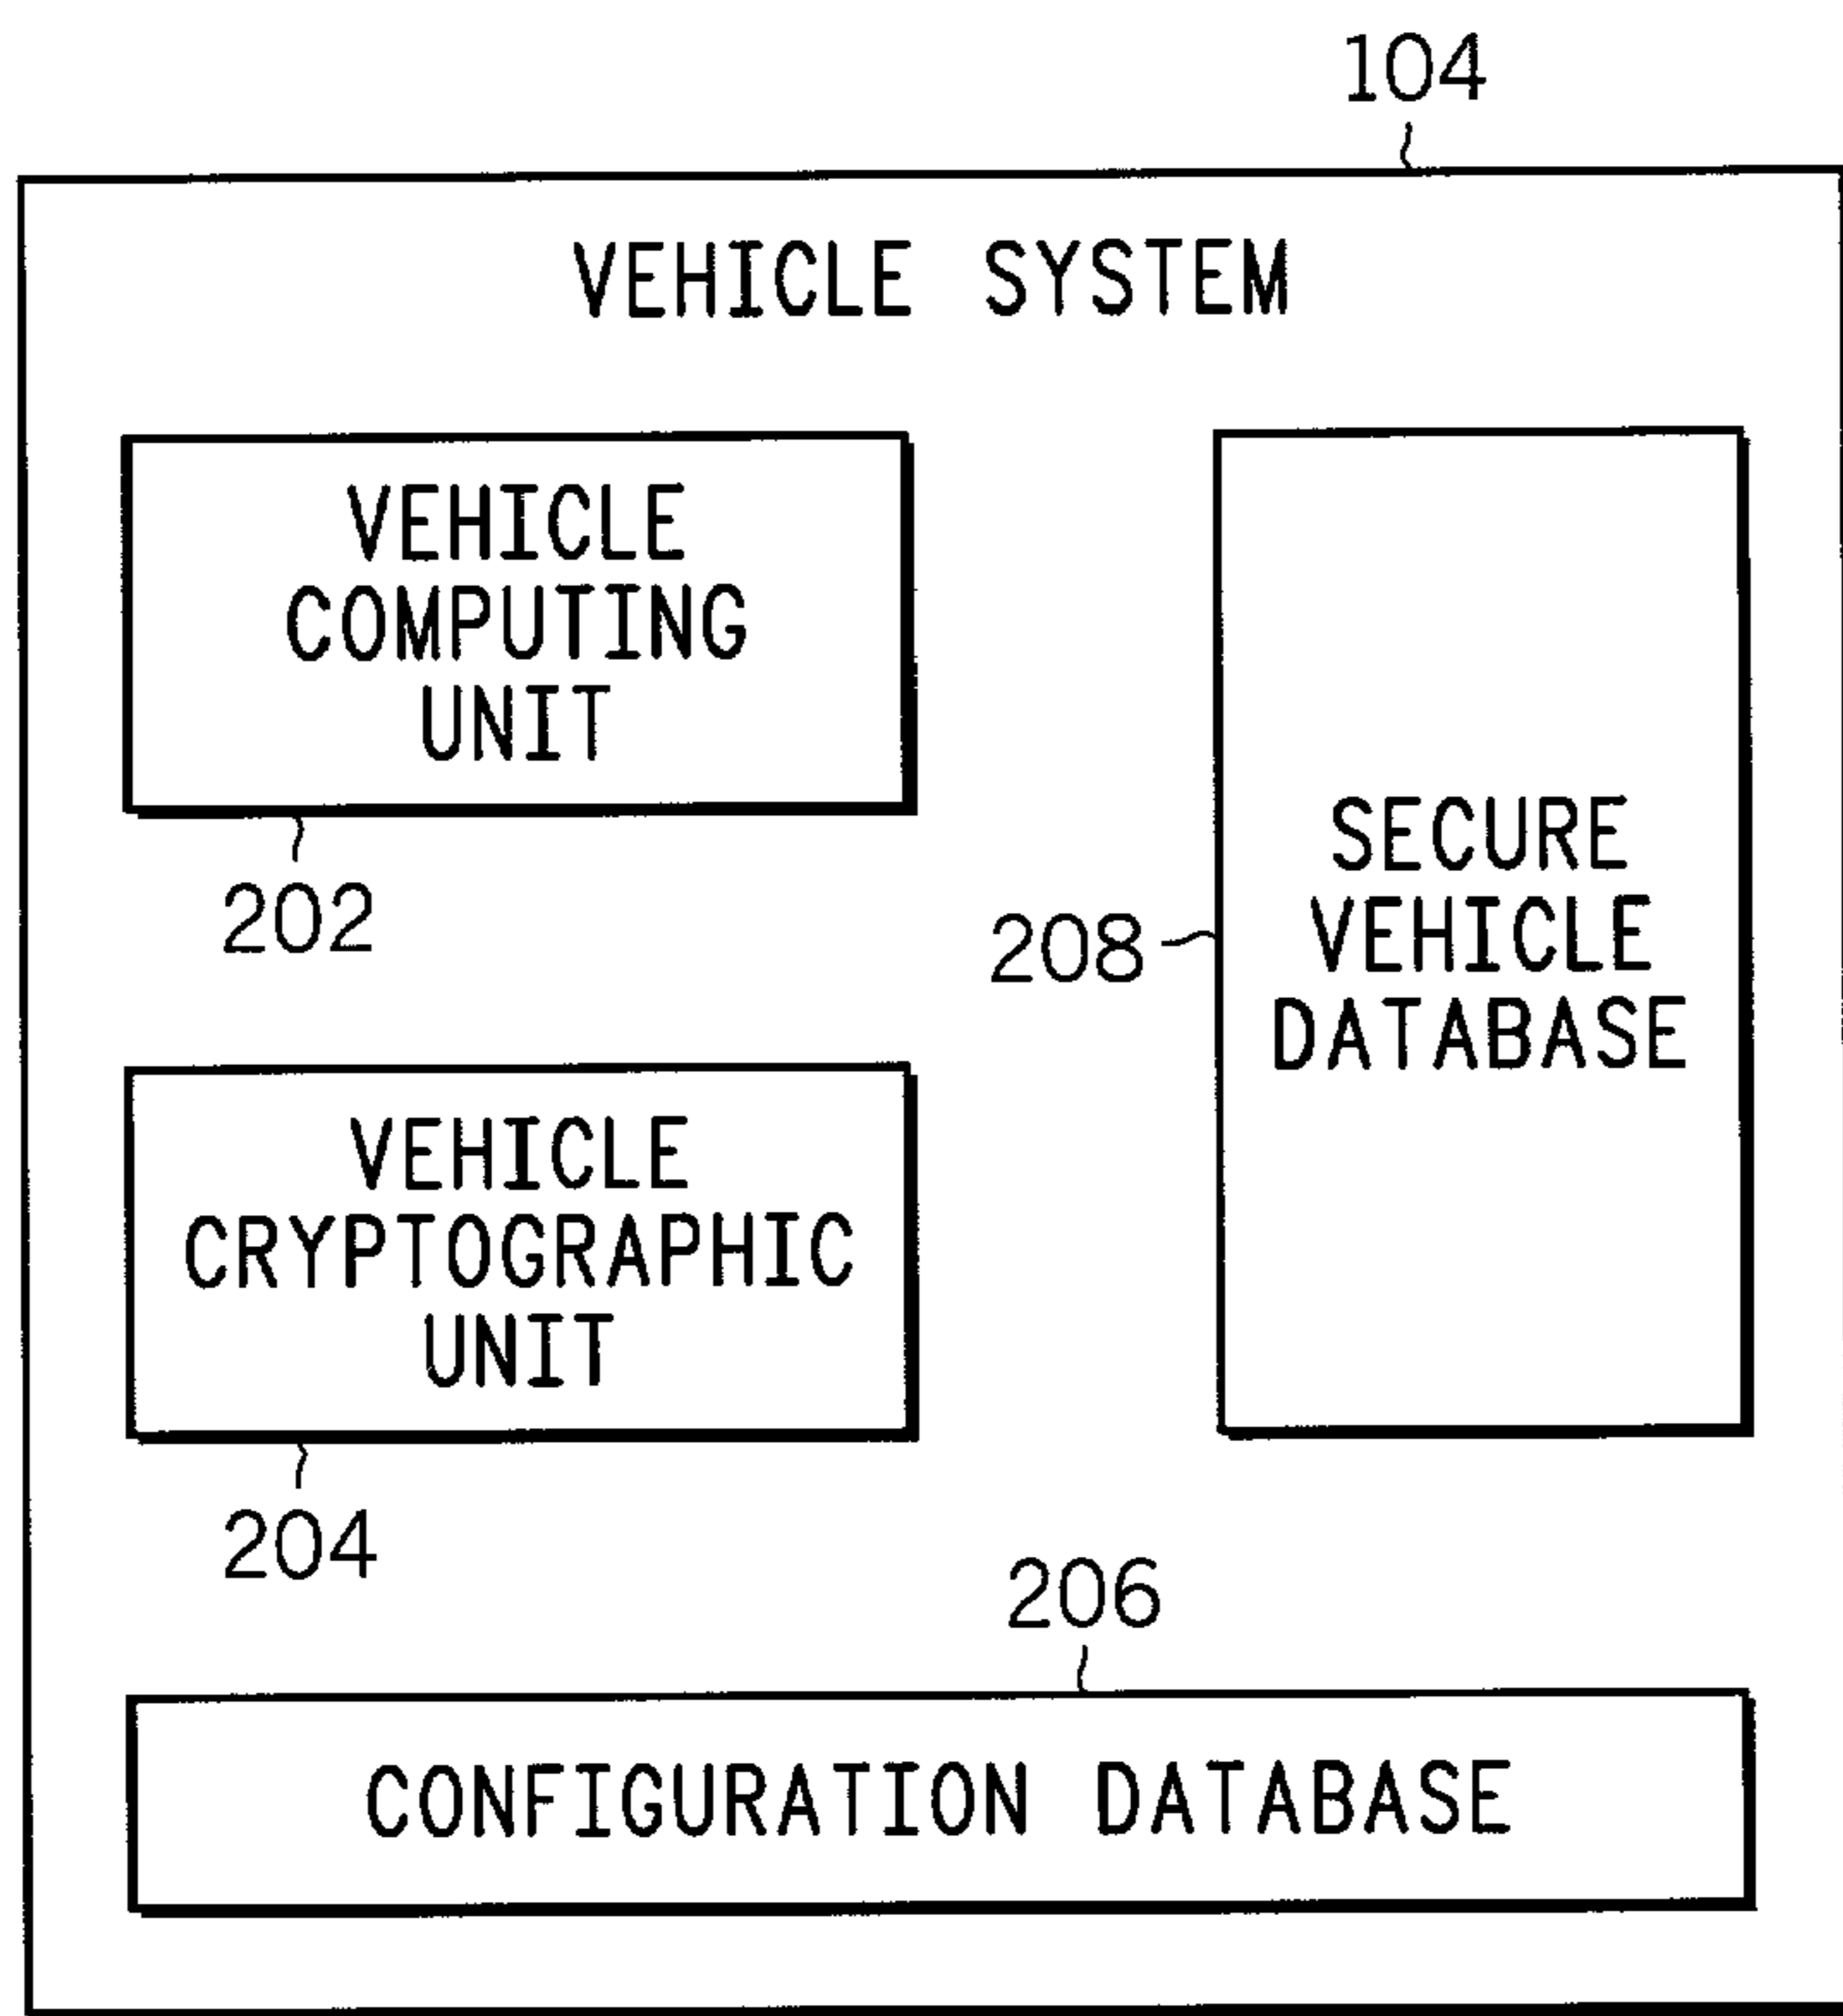 104
VEHICLE SYSTEM
VEHICLE
COMPUTING
UNIT
202
SECURE
VEHICLE
DATABASE
208
VEHICLE
CRYPTOGRAPHIC
UNIT
204
206
CONFIGURATION DATABASE